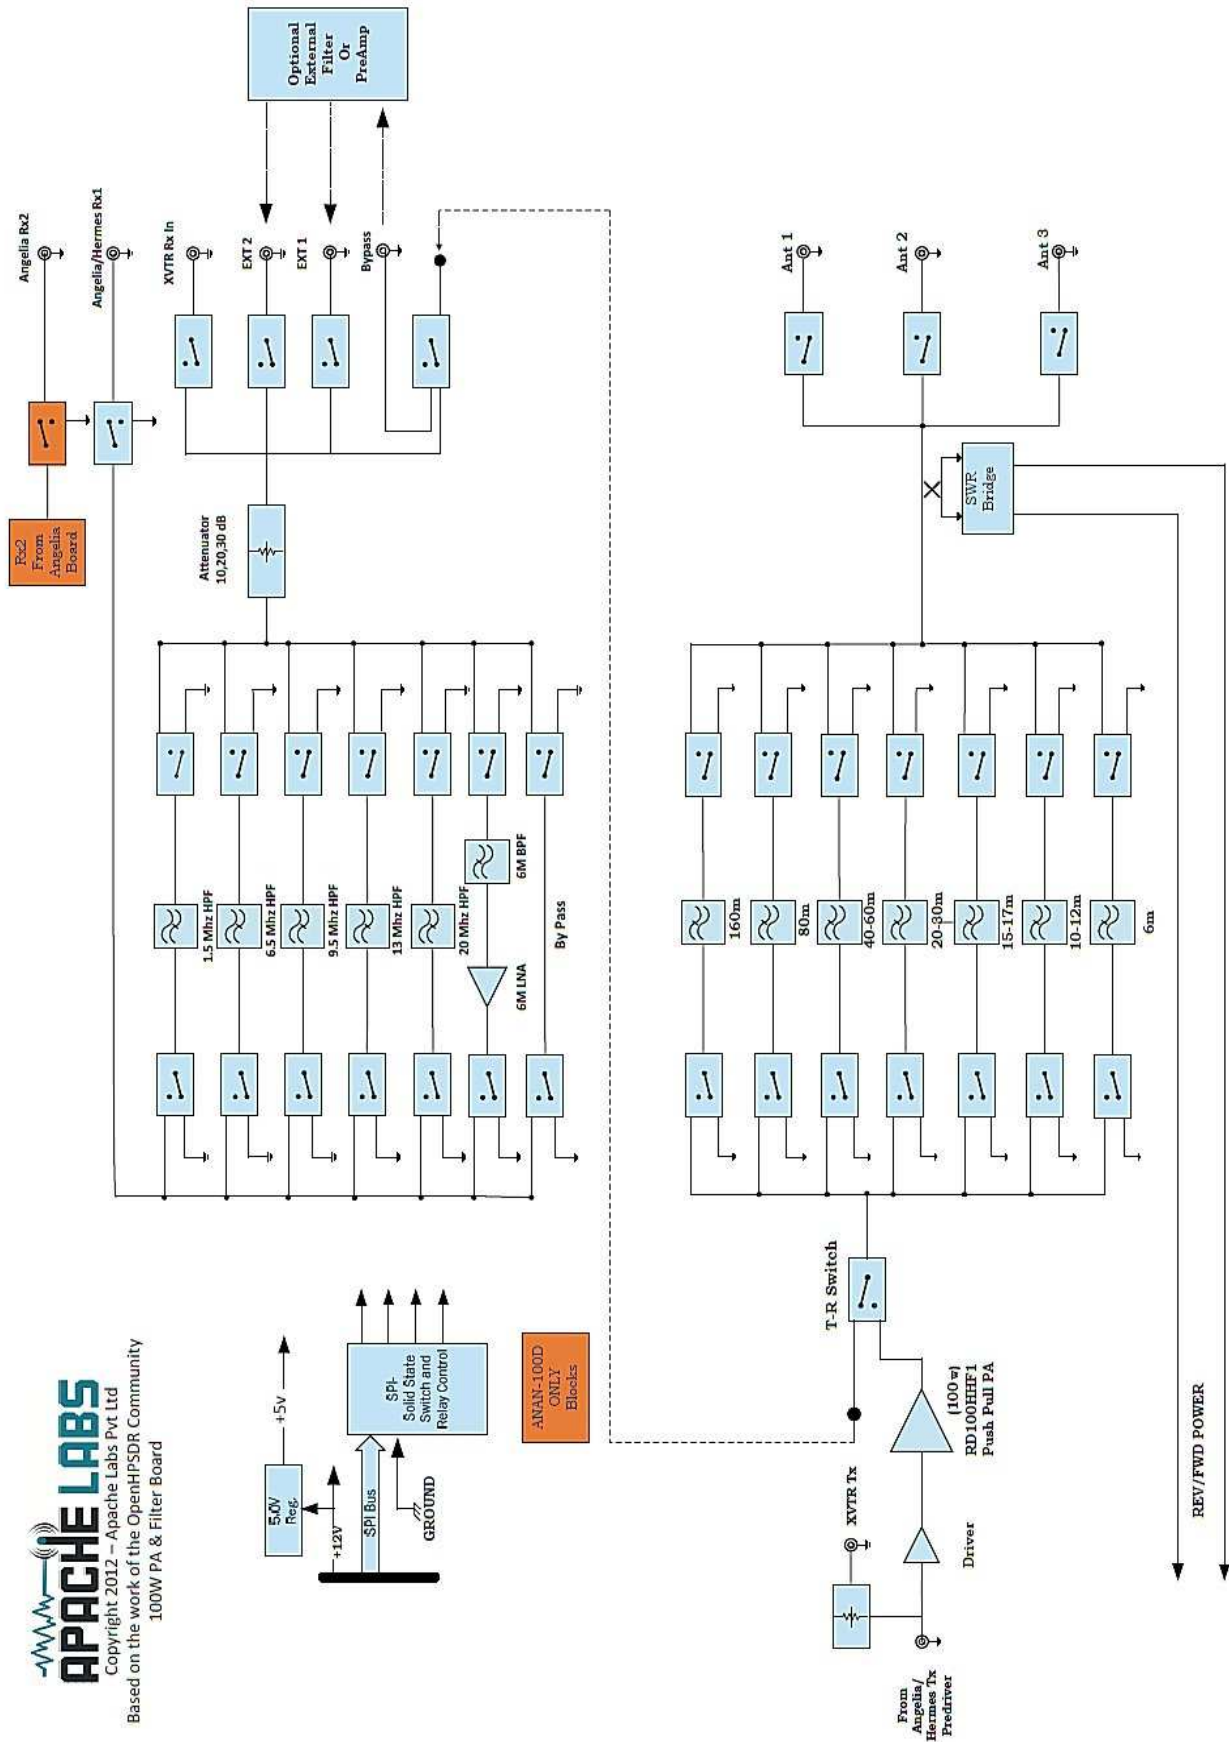 APACHE LABS
Copyright 2012 – Apache Labs Pvt Ltd
Based on the work of the OpenHPSDR Community
100W PA & Filter Board
5.0V
Reg.
+5v
+12V
SPI Bus
GROUND
SPI-
Solid State
Switch and
Relay Control
ANAN-100D
ONLY
Blocks
Rx2
From
Angelia
Board
Angelia Rx2
Angelia/Hermes Rx1
XVTR Rx In
EXT 2
EXT 1
Bypass
Optional
External
Filter
Or
PreAmp
Attenuator
10,20,30 dB
1.5 Mhz HPF
6.5 Mhz HPF
9.5 Mhz HPF
13 Mhz HPF
20 Mhz HPF
6M LNA
6M BPF
By Pass
From
Angelia/
Hermes Tx
Predriver
XVTR Tx
Driver
(100w)
RD100HHF1
Push Pull PA
T-R Switch
160m
80m
40-60m
20-30m
15-17m
10-12m
6m
SWR
Bridge
Ant 1
Ant 2
Ant 3
REV/FWD POWER